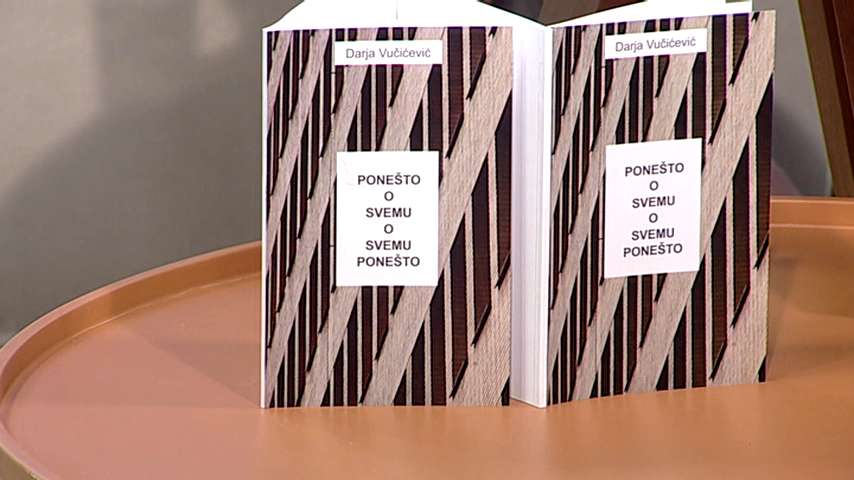 Darja Vučićević
PONEŠTO
O
SVEMU
O
SVEMU
PONEŠTO
Darja Vučićević
PONEŠTO
O
SVEMU
O
SVEMU
PONEŠTO